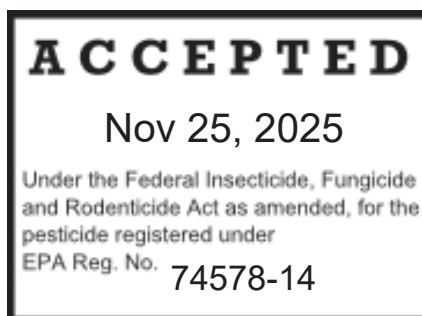 ACCEPTED
Nov 25, 2025
Under the Federal Insecticide, Fungicide
and Rodenticide Act as amended, for the
pesticide registered under
EPA Reg. No. 74578-14